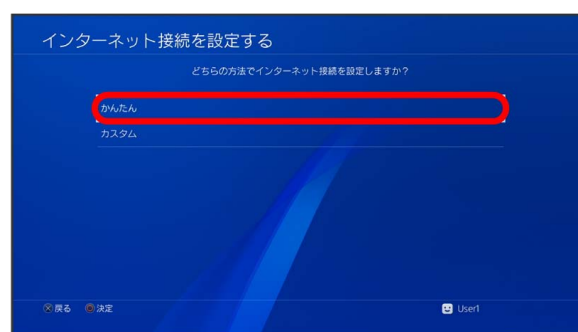 インターネット接続を設定する
どちらの方法でインターネット接続を設定しますか？
かんたん
カスタム
戻る 決定 User1